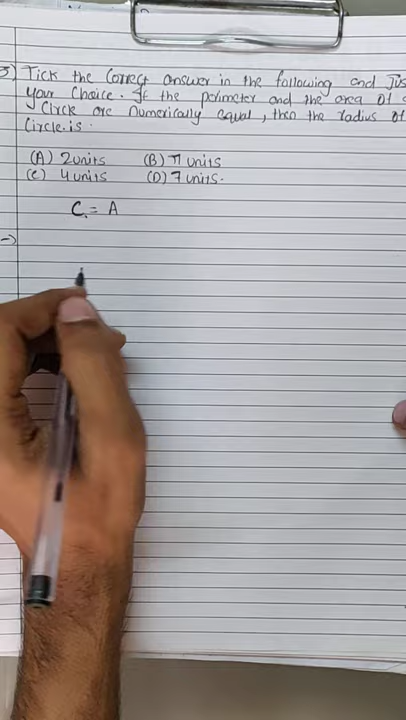 5) Tick the Correct answer in the following and Jus
your Choice. If the perimeter and the area of a
Circle are numerically equal, then the radius of
Circle.is.
(A) 2units (B) π units
(C) 4units (D) 7 units.
C = A
→